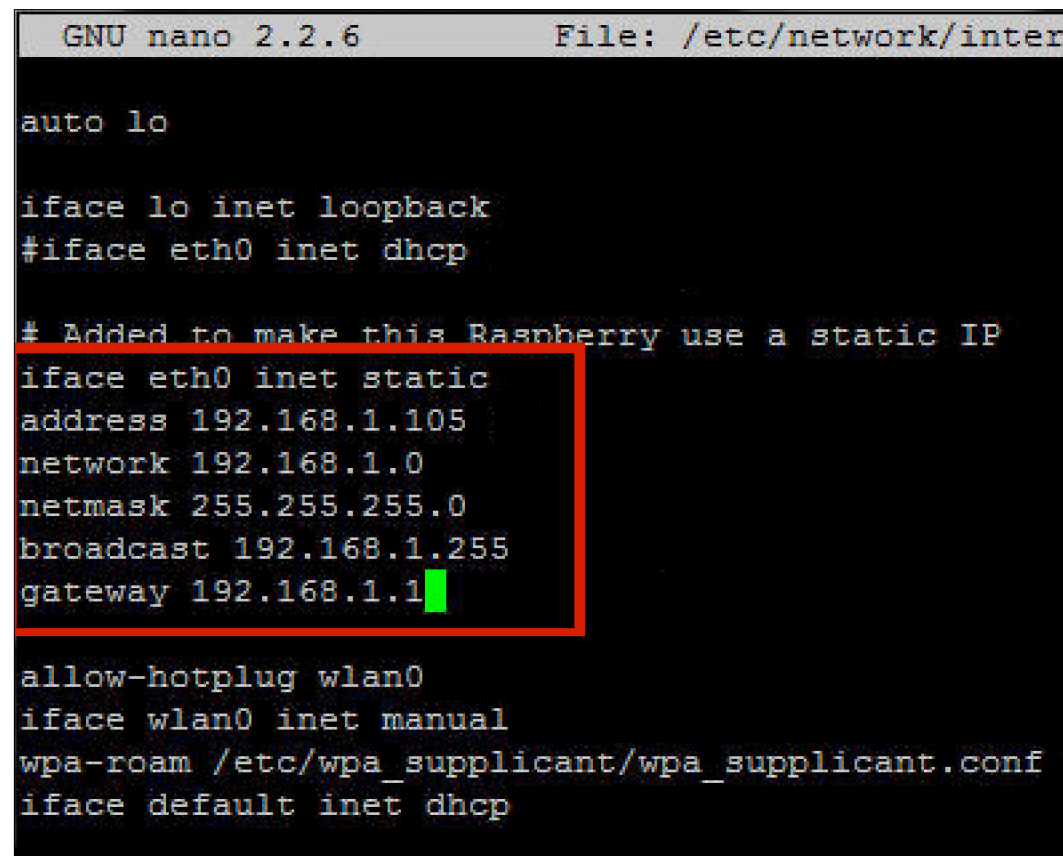 GNU nano 2.2.6 File: /etc/network/inter
auto lo
iface lo inet loopback
#iface eth0 inet dhcp
# Added to make this Raspberry use a static IP
iface eth0 inet static
address 192.168.1.105
network 192.168.1.0
netmask 255.255.255.0
broadcast 192.168.1.255
gateway 192.168.1.1
allow-hotplug wlan0
iface wlan0 inet manual
wpa-roam /etc/wpa_supplicant/wpa_supplicant.conf
iface default inet dhcp